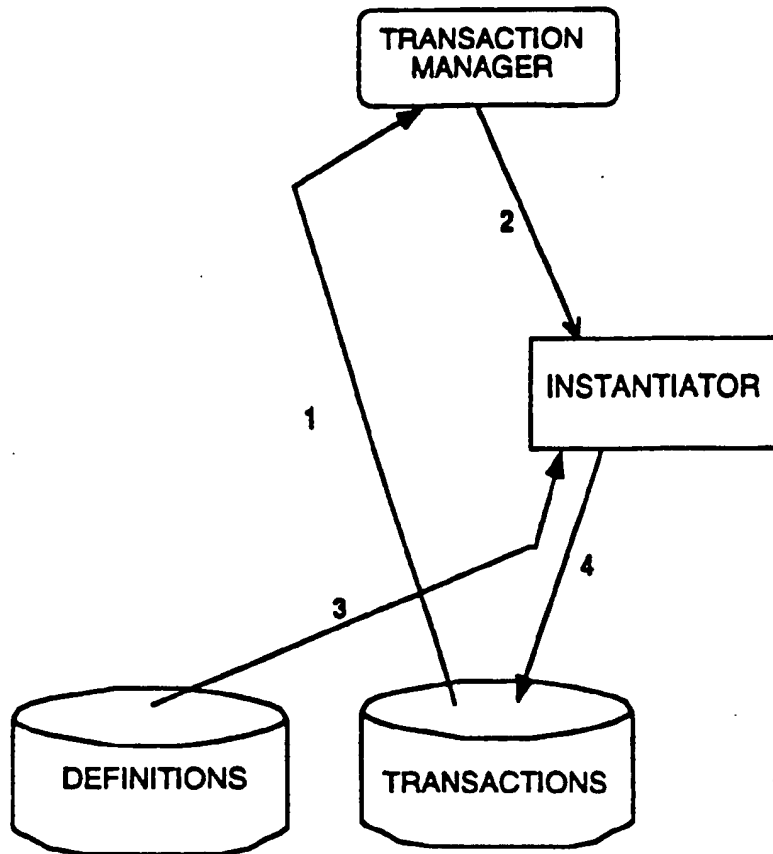 TRANSACTION
MANAGER
2
INSTANTIATOR
1
4
3
DEFINITIONS
TRANSACTIONS